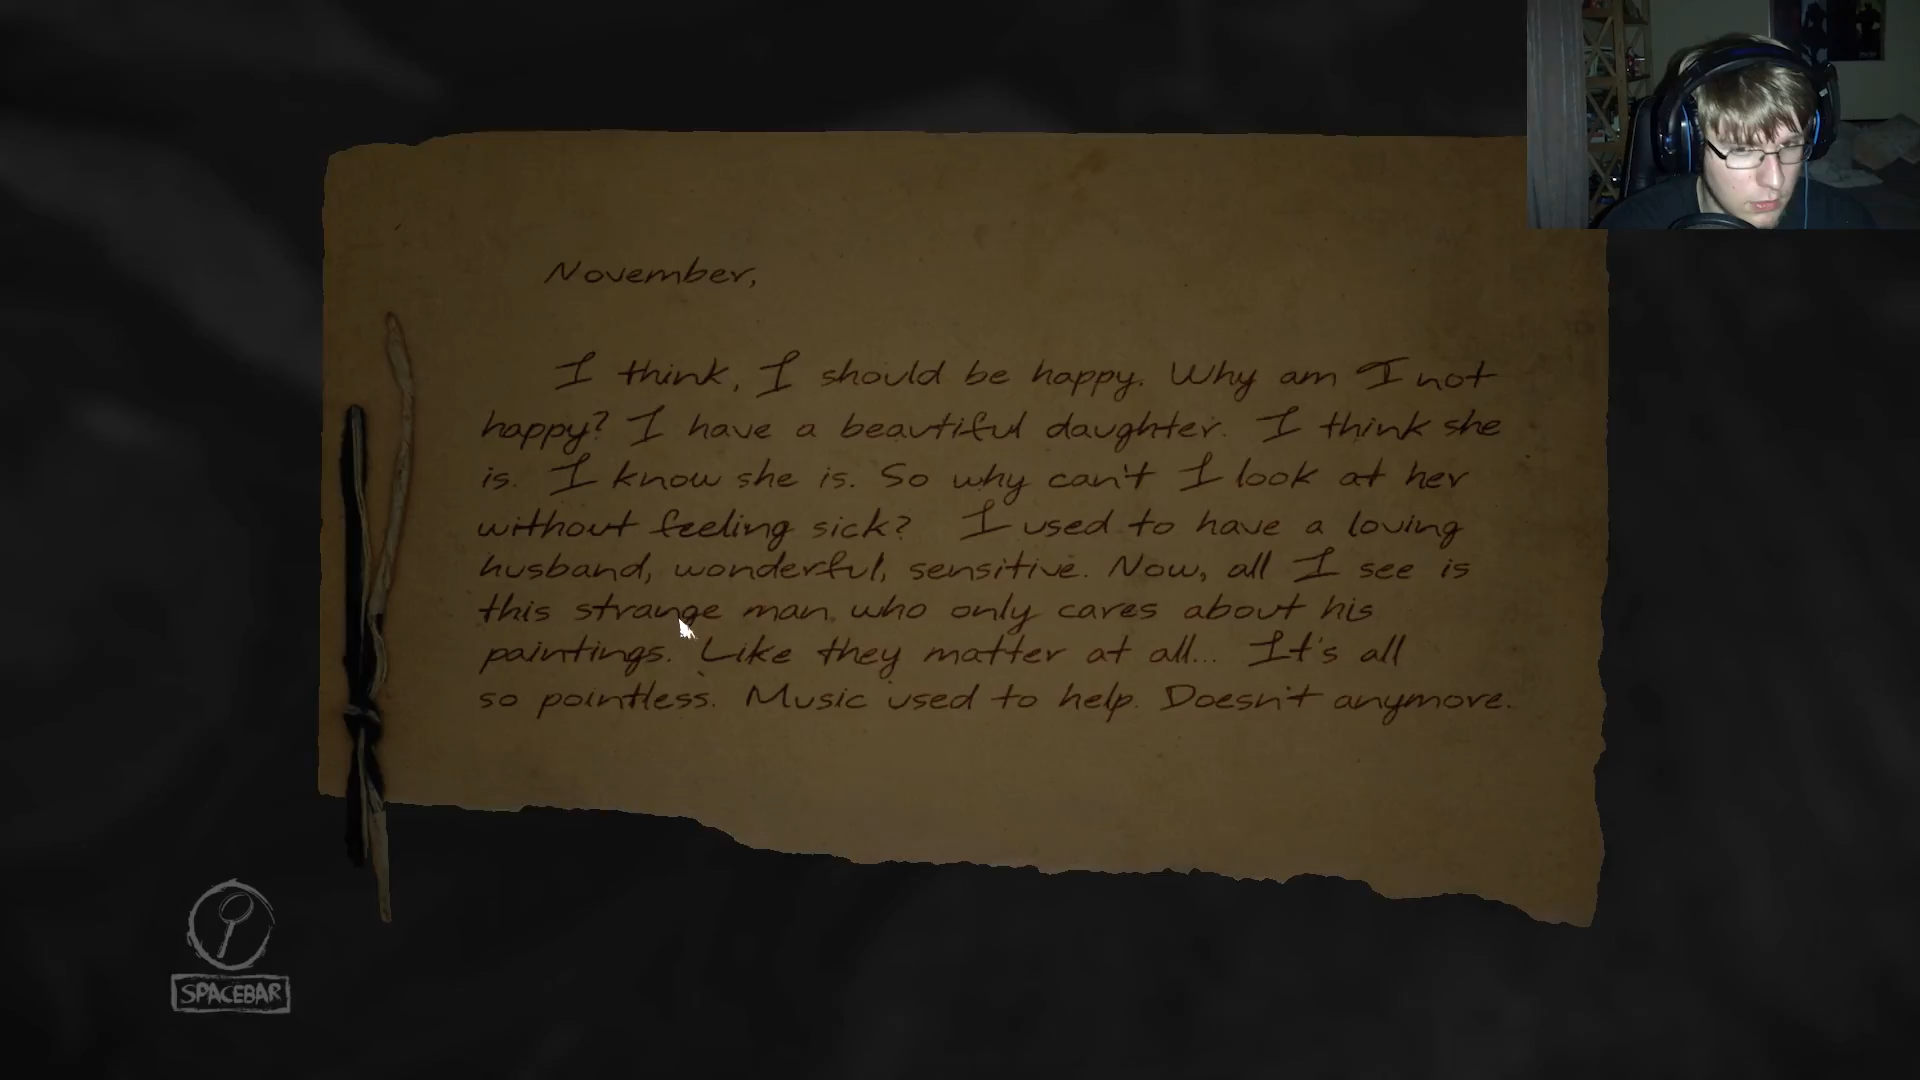 November,
I think, I should be happy. Why am I not
happy? I have a beautiful daughter. I think she
is. I know she is. So why can't I look at her
without feeling sick? I used to have a loving
husband, wonderful, sensitive. Now, all I see is
this strange man who only cares about his
paintings. Like they matter at all... It's all
so pointless. Music used to help. Doesn't anymore.
SPACEBAR